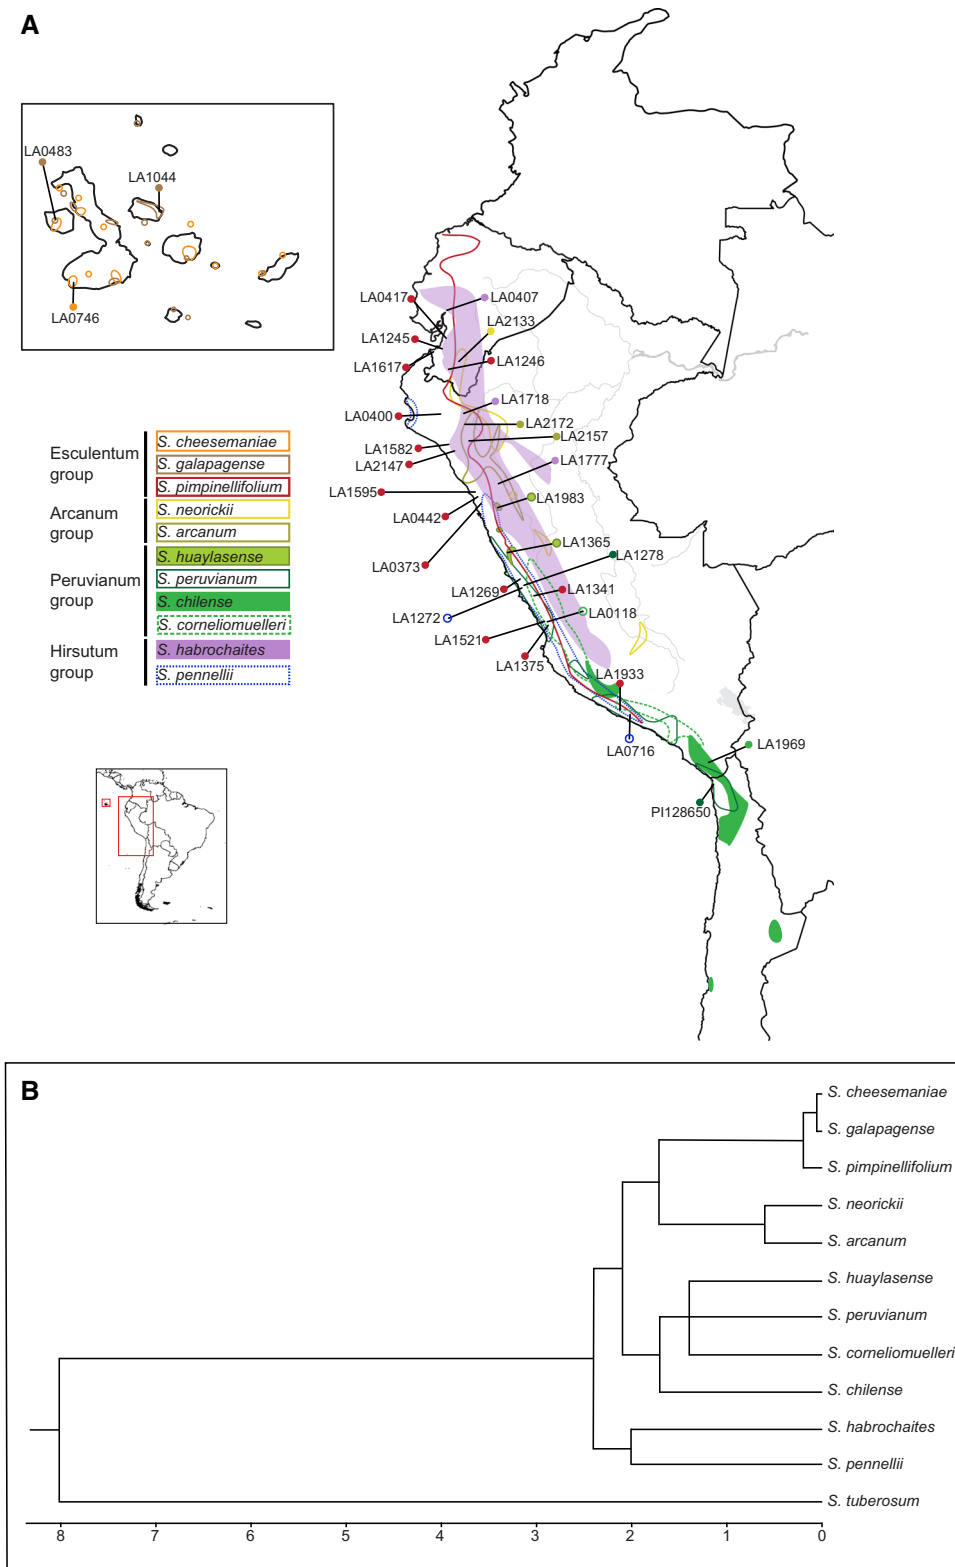 A
LA0483
LA1044
LA0746
LA0417
LA0407
LA2133
LA1245
LA1246
LA1617
LA1718
LA0400
LA2172
LA2157
LA1582
LA2147
LA1777
LA1595
LA1983
LA0442
LA1365
LA1278
LA0373
LA1269
LA1341
LA1272
LA0118
LA1521
LA1375
LA1933
LA0716
LA1969
PI128650
Esculentum
group
S. cheesemaniae
S. galapagense
S. pimpinellifolium
Arcanum
group
S. neorickii
S. arcanum
Peruvianum
group
S. huaylasense
S. peruvianum
S. chilense
S. corneliomuelleri
Hirsutum
group
S. habrochaites
S. pennellii
B
S. cheesemaniae
S. galapagense
S. pimpinellifolium
S. neorickii
S. arcanum
S. huaylasense
S. peruvianum
S. corneliomuelleri
S. chilense
S. habrochaites
S. pennellii
S. tuberosum
8 7 6 5 4 3 2 1 0